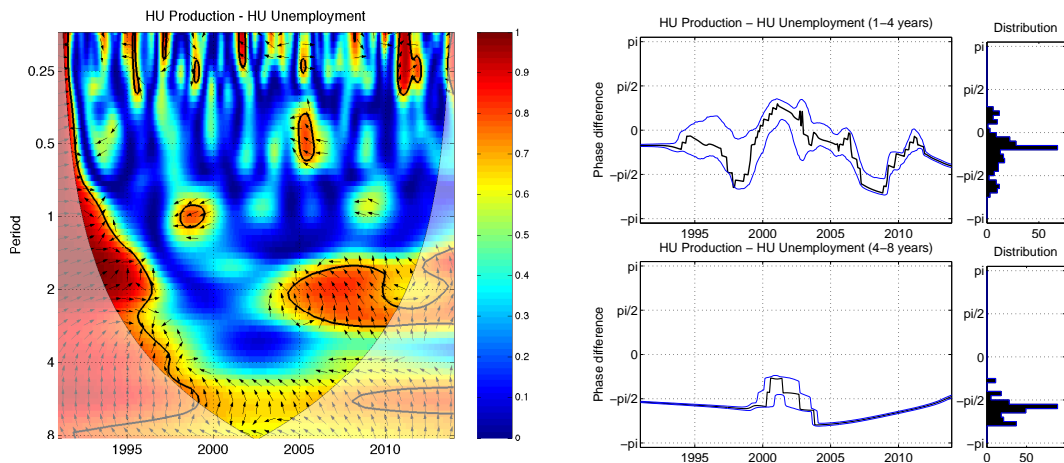 HU Production - HU Unemployment
Period
0.25
0.5
1
2
4
8
1995
2000
2005
2010
1
0.9
0.8
0.7
0.6
0.5
0.4
0.3
0.2
0.1
0
HU Production − HU Unemployment (1−4 years)
Phase difference
pi
pi/2
0
−pi/2
−pi
1995
2000
2005
2010
Distribution
pi
pi/2
0
−pi/2
−pi
0
50
HU Production − HU Unemployment (4−8 years)
Phase difference
pi
pi/2
0
−pi/2
−pi
1995
2000
2005
2010
Distribution
pi
pi/2
0
−pi/2
−pi
0
50